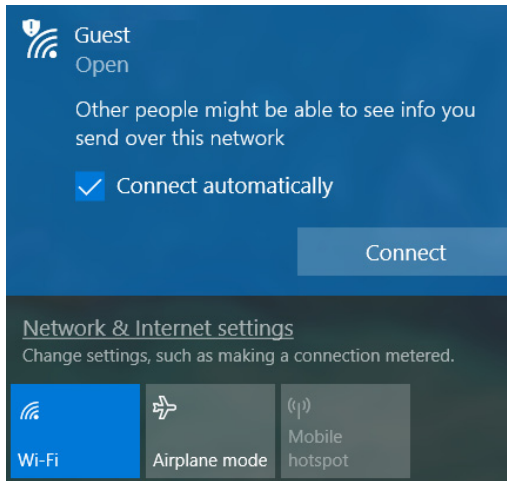 Guest
Open
Other people might be able to see info you
send over this network
Connect automatically
Connect
Network & Internet settings
Change settings, such as making a connection metered.
Wi-Fi
Airplane mode
Mobile
hotspot